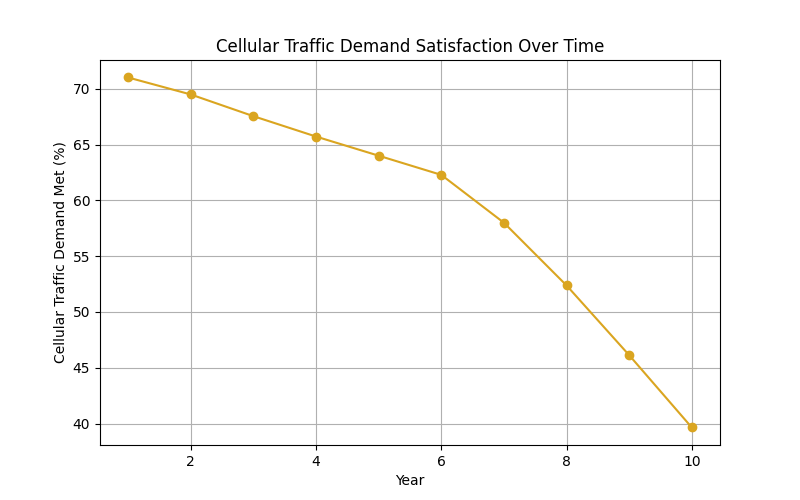 Cellular Traffic Demand Satisfaction Over Time
Cellular Traffic Demand Met (%)
70
65
60
55
50
45
40
2 4 6 8 10
Year